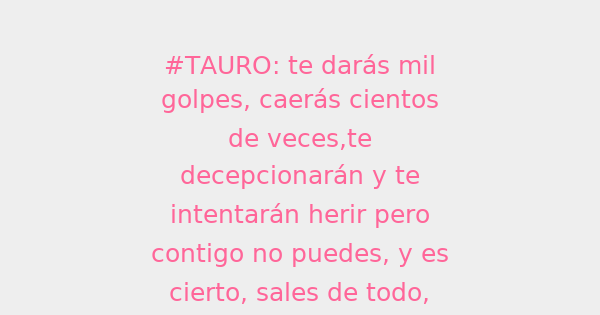 #TAURO: te darás mil
golpes, caerás cientos
de veces,te
decepcionarán y te
intentarán herir pero
contigo no puedes, y es
cierto, sales de todo,